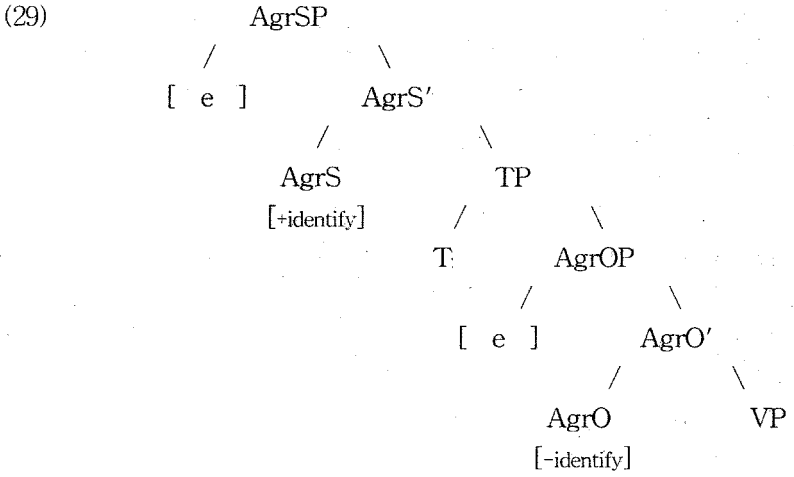 (29) AgrSP
[ e ] AgrS′
AgrS TP
[+identify]
T AgrOP
[ e ] AgrO′
AgrO VP
[-identify]